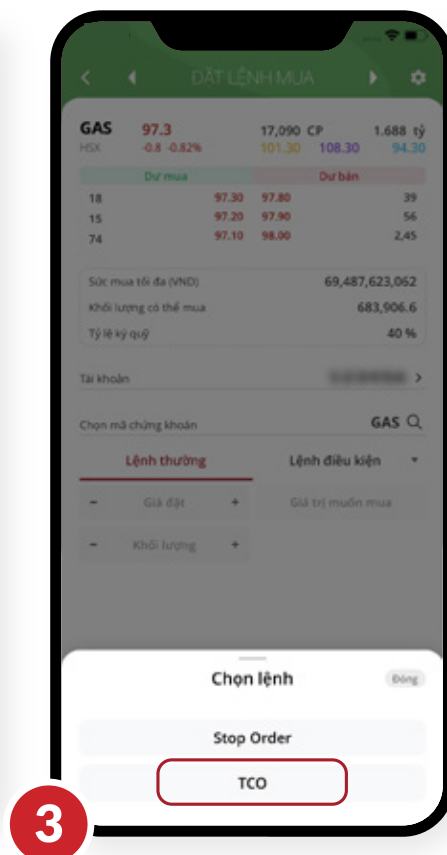 ĐẶT LỆNH MUA
GAS 97.3 17,090 CP 1.688 tỷ
HSX -0.8 -0.82% 101.30 108.30 94.30
Dư mua Dư bán
18 97.30 97.80 39
15 97.20 97.90 56
74 97.10 98.00 2,45
Sức mua tối đa (VND) 69,487,623,062
Khối lượng có thể mua 683,906.6
Tỷ lệ ký quỹ 40 %
Tài khoản >
Chọn mã chứng khoán GAS
Lệnh thường Lệnh điều kiện
- Giá đặt + Giá trị muốn mua
- Khối lượng +
Chọn lệnh Đóng
Stop Order
TCO
3